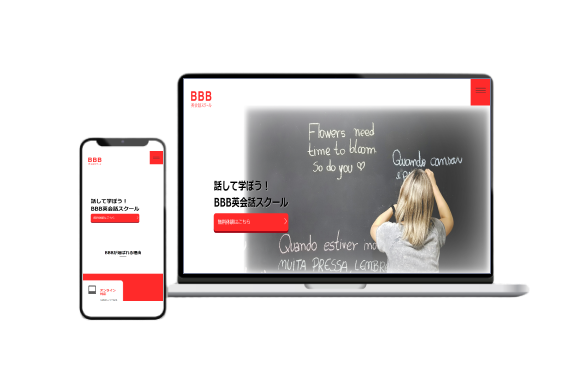 BBB
英会話スクール
Flowers need
time to bloom
So do you ♡
Quando cansar
Quando estiver mo
MUITA PRESSA LEMBR
話して学ぼう!
BBB英会話スクール
無料体験はこちら
BBB
話して学ぼう!
BBB英会話スクール
BBBが選ばれる理由
オンライン